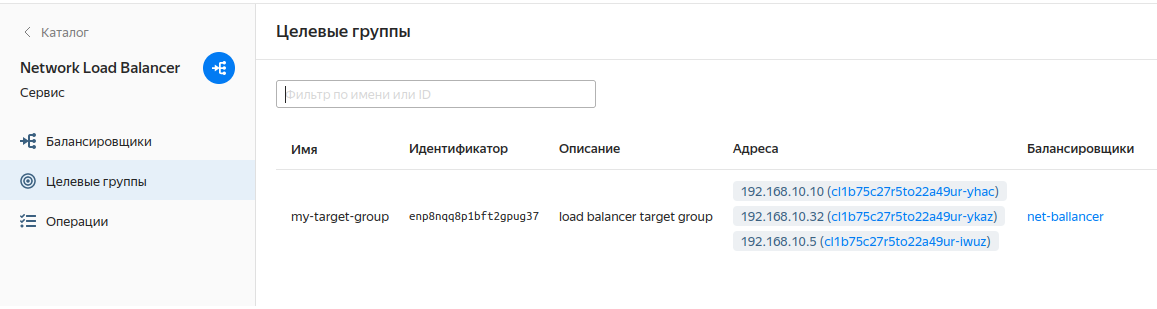 Каталог
Network Load Balancer
Сервис
Балансировщики
Целевые группы
Операции
Целевые группы
Фильтр по имени или ID
Имя Идентификатор Описание Адреса Балансировщики
192.168.10.10 (cl1b75c27r5to22a49ur-yhac)
my-target-group enp8nqq8p1bft2gpug37 load balancer target group 192.168.10.32 (cl1b75c27r5to22a49ur-ykaz) net-ballancer
192.168.10.5 (cl1b75c27r5to22a49ur-iwuz)